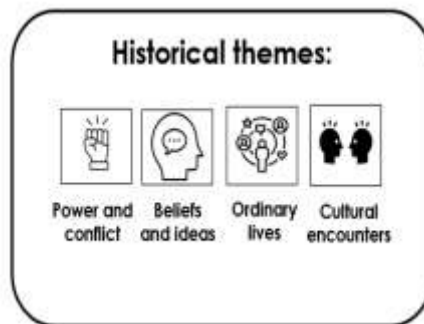 Historical themes:
Power and conflict
Beliefs and ideas
Ordinary lives
Cultural encounters